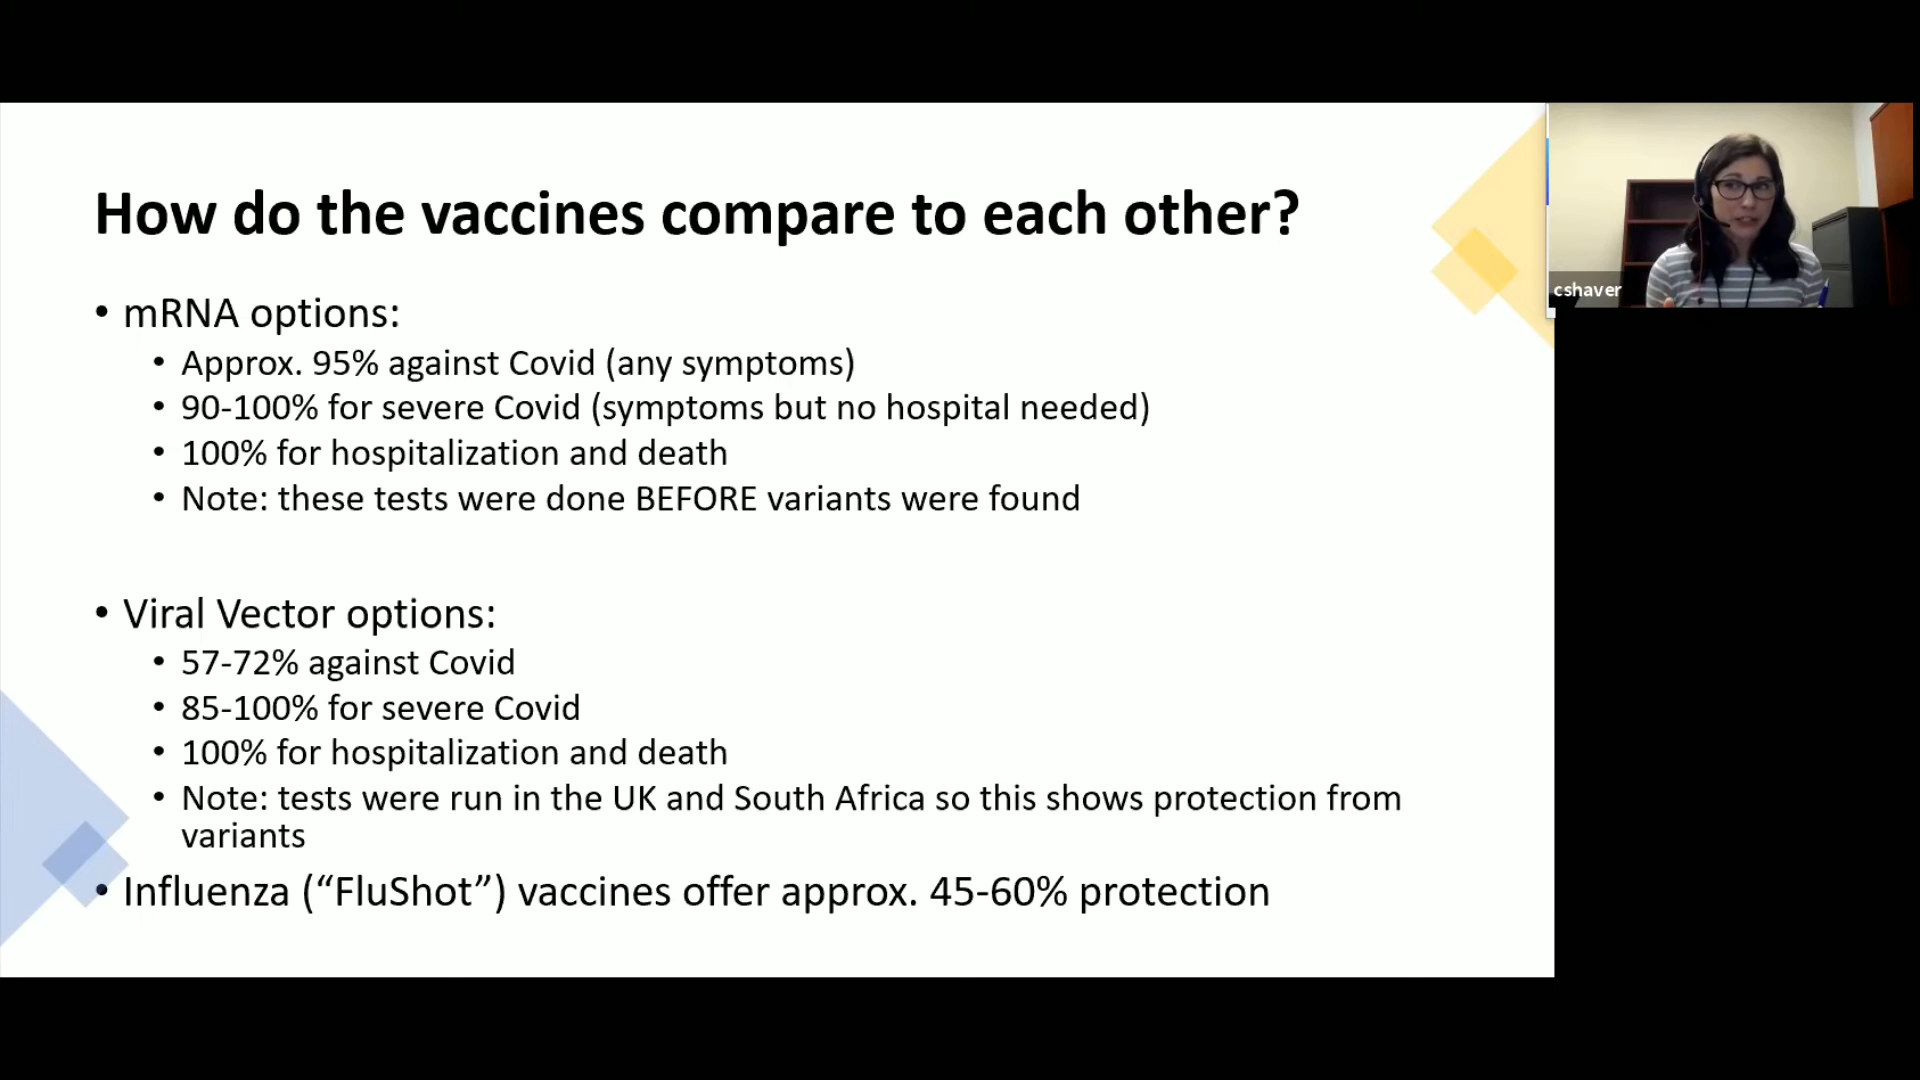 How do the vaccines compare to each other?
• mRNA options:
• Approx. 95% against Covid (any symptoms)
• 90-100% for severe Covid (symptoms but no hospital needed)
• 100% for hospitalization and death
• Note: these tests were done BEFORE variants were found
• Viral Vector options:
• 57-72% against Covid
• 85-100% for severe Covid
• 100% for hospitalization and death
• Note: tests were run in the UK and South Africa so this shows protection from
variants
• Influenza (“FluShot”) vaccines offer approx. 45-60% protection
cshaver